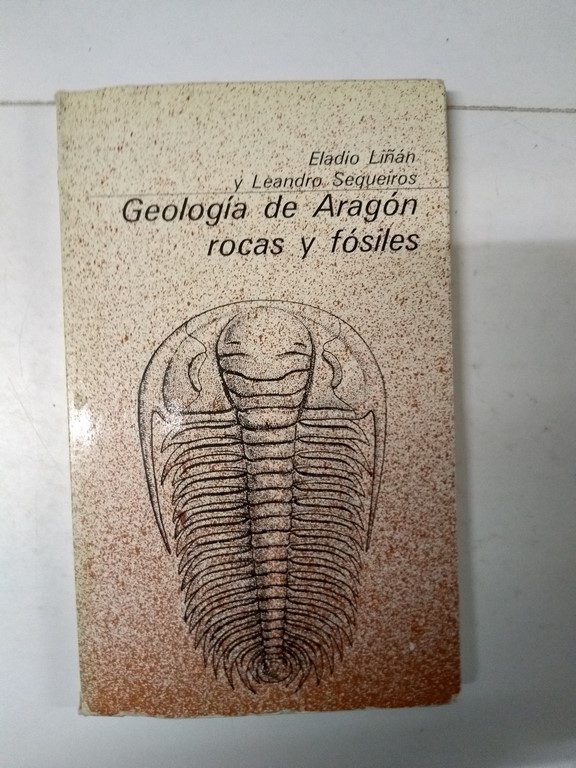 Eladio Liñán
y Leandro Sequeiros
Geología de Aragón
rocas y fósiles